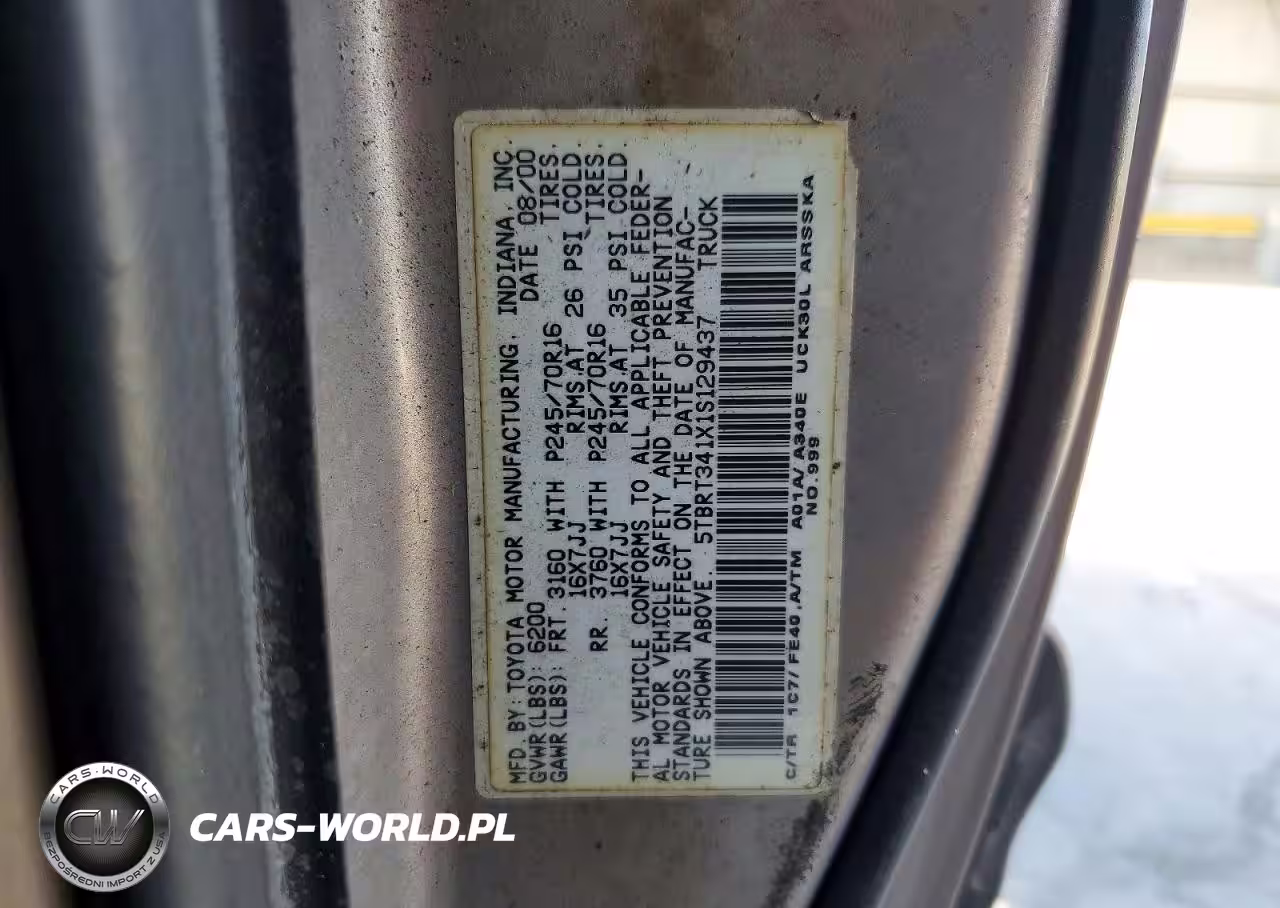 MFD. BY: TOYOTA MOTOR MANUFACTURING, INDIANA, INC.
GVWR(LBS): 6200 DATE 08/00
GAWR(LBS): FRT. 3160 WITH P245/70R16 TIRES,
16X7JJ RIMS,AT 26 PSI COLD.
RR. 3760 WITH P245/70R16 TIRES,
16X7JJ RIMS,AT 35 PSI COLD.
THIS VEHICLE CONFORMS TO ALL APPLICABLE FEDER-
AL MOTOR VEHICLE SAFETY AND THEFT PREVENTION
STANDARDS IN EFFECT ON THE DATE OF MANUFAC-
TURE SHOWN ABOVE. 5TBRT341X1S129437 TRUCK
C/TR 1C7/FE40,A/TM A01A/A340E UCK30L ARSSKA
NO.999
CARS-WORLD
CW
BEZPOŚREDNI IMPORT Z USA
CARS-WORLD.PL